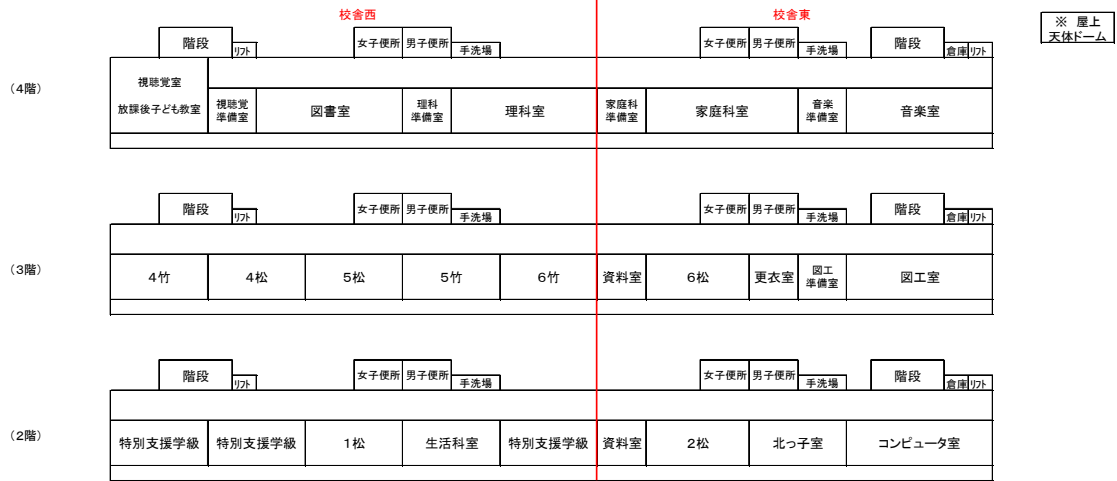 校舎西
校舎東
※ 屋上
天体ドーム
階段
リフト
女子便所
男子便所
手洗場
女子便所
男子便所
手洗場
階段
倉庫
リフト
(4階)
視聴覚室
放課後子ども教室
視聴覚
準備室
図書室
理科
準備室
理科室
家庭科
準備室
家庭科室
音楽
準備室
音楽室
階段
リフト
女子便所
男子便所
手洗場
女子便所
男子便所
手洗場
階段
倉庫
リフト
(3階)
4竹
4松
5松
5竹
6竹
資料室
6松
更衣室
図工
準備室
図工室
階段
リフト
女子便所
男子便所
手洗場
女子便所
男子便所
手洗場
階段
倉庫
リフト
(2階)
特別支援学級
特別支援学級
1松
生活科室
特別支援学級
資料室
2松
北っ子室
コンピュータ室